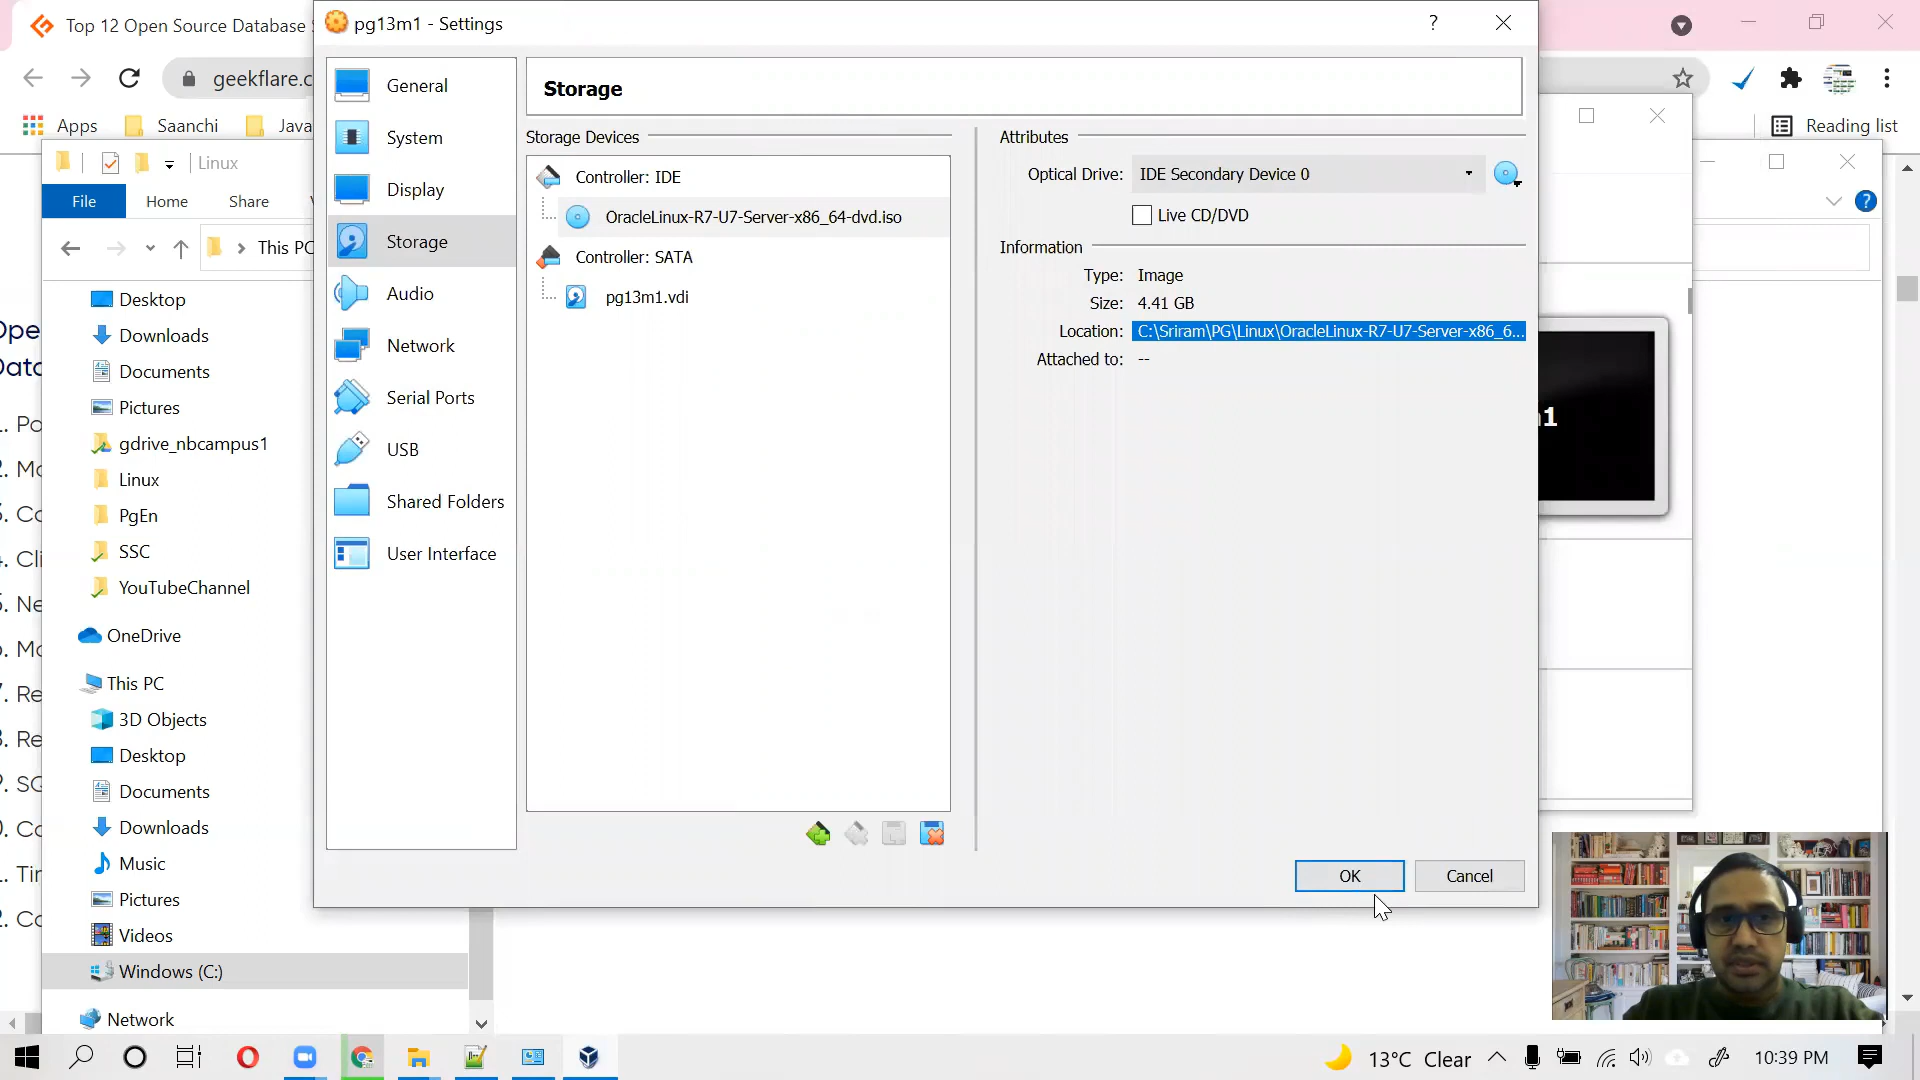 Top 12 Open Source Database
pg13m1 - Settings
geekflare.c
Apps
Saanchi
Java
Reading list
Linux
File
Home
Share
This PC
Desktop
Downloads
Documents
Pictures
gdrive_nbcampus1
Linux
PgEn
SSC
YouTubeChannel
OneDrive
This PC
3D Objects
Desktop
Documents
Downloads
Music
Pictures
Videos
Windows (C:)
Network
General
System
Display
Storage
Audio
Network
Serial Ports
USB
Shared Folders
User Interface
Storage
Storage Devices
Controller: IDE
OracleLinux-R7-U7-Server-x86_64-dvd.iso
Controller: SATA
pg13m1.vdi
Attributes
Optical Drive: IDE Secondary Device 0
Live CD/DVD
Information
Type: Image
Size: 4.41 GB
Location: C:\Sriram\PG\Linux\OracleLinux-R7-U7-Server-x86_6...
Attached to: --
OK
Cancel
13°C Clear
10:39 PM